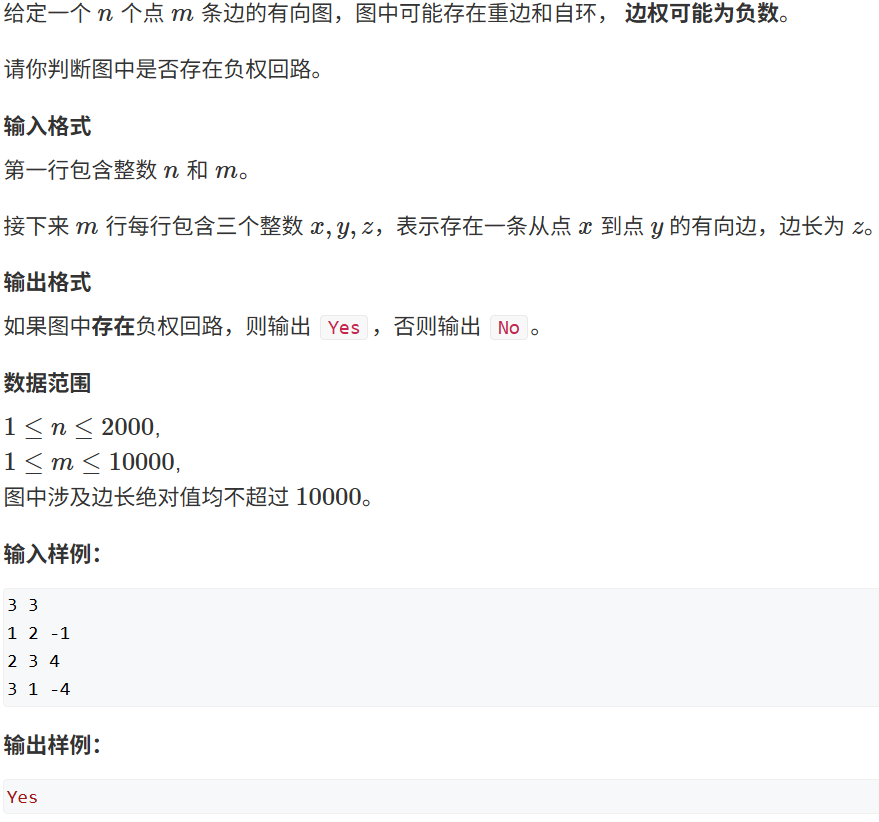 给定一个 n 个点 m 条边的有向图，图中可能存在重边和自环， 边权可能为负数。
请你判断图中是否存在负权回路。
输入格式
第一行包含整数 n 和 m。
接下来 m 行每行包含三个整数 x, y, z，表示存在一条从点 x 到点 y 的有向边，边长为 z。
输出格式
如果图中存在负权回路，则输出 Yes ，否则输出 No 。
数据范围
1 ≤ n ≤ 2000,
1 ≤ m ≤ 10000,
图中涉及边长绝对值均不超过 10000。
输入样例：
3 3
1 2 -1
2 3 4
3 1 -4
输出样例：
Yes